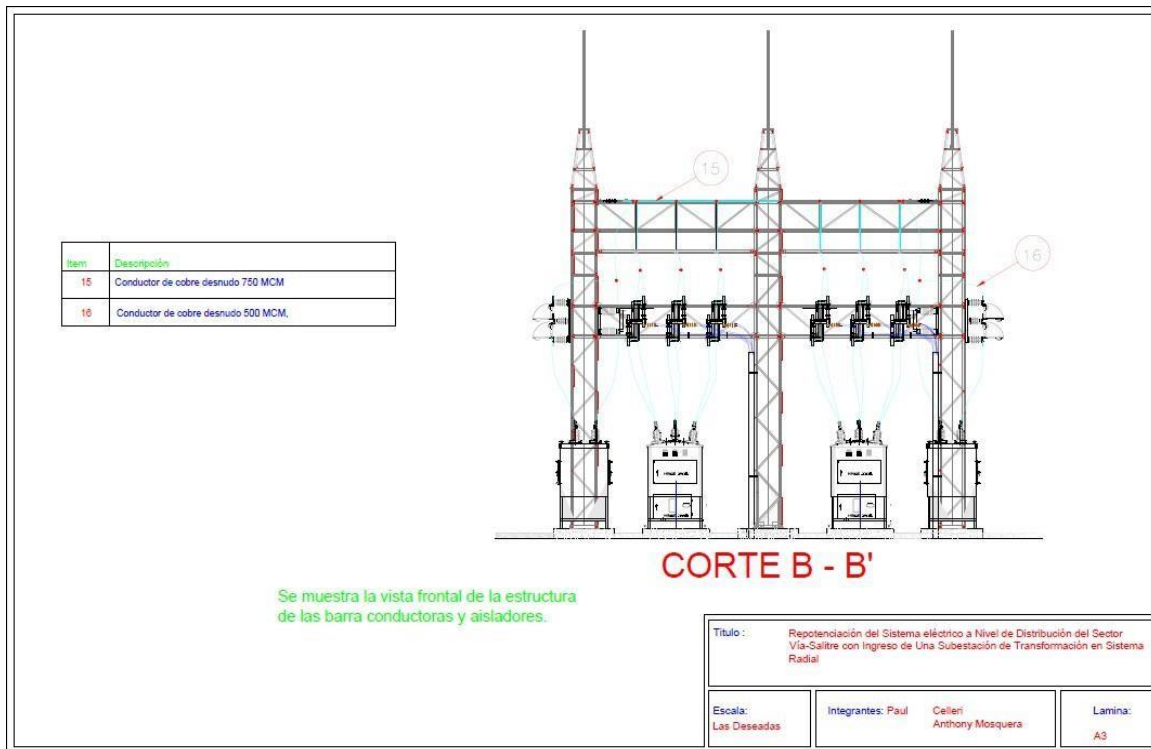 15
16
Item Descripción
15 Conductor de cobre desnudo 750 MCM
16 Conductor de cobre desnudo 500 MCM,
CORTE B - B'
Se muestra la vista frontal de la estructura
de las barra conductoras y aisladores.
Titulo : Repotenciación del Sistema eléctrico a Nivel de Distribución del Sector
Vía-Salitre con Ingreso de Una Subestación de Transformación en Sistema
Radial
Escala:
Las Deseadas
Integrantes: Paul Celleri
Anthony Mosquera
Lamina:
A3